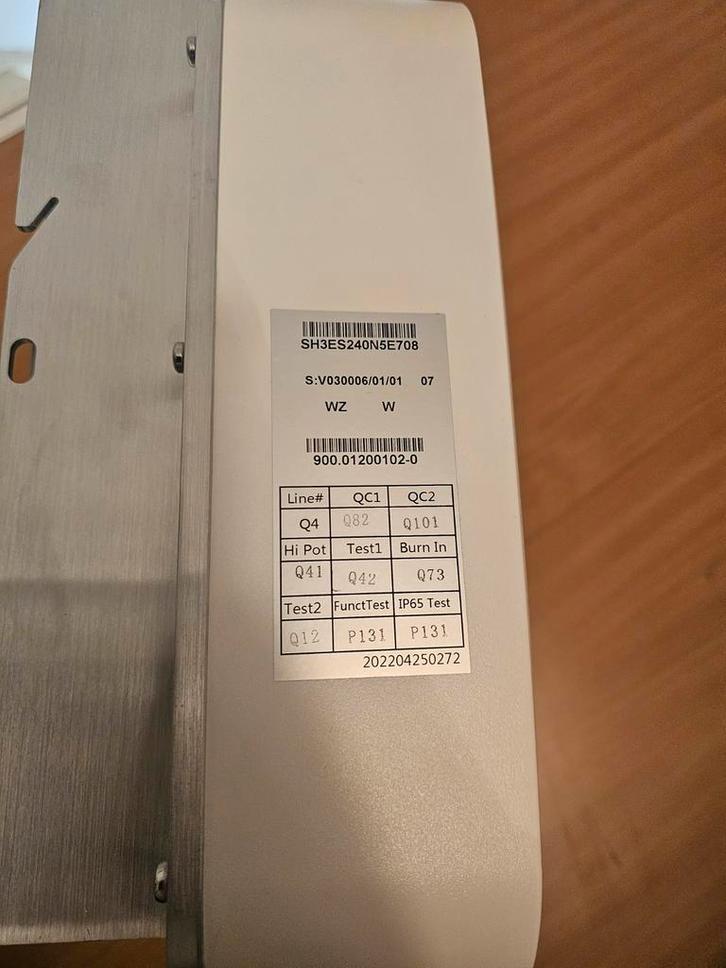 SH3ES240N5E708
S:V030006/01/01 07
WZ W
900.01200102-0
Line# QC1 QC2
Q4 Q82 Q101
Hi Pot Test1 Burn In
Q41 Q42 Q73
Test2 FunctTest IP65 Test
Q12 P131 P131
202204250272